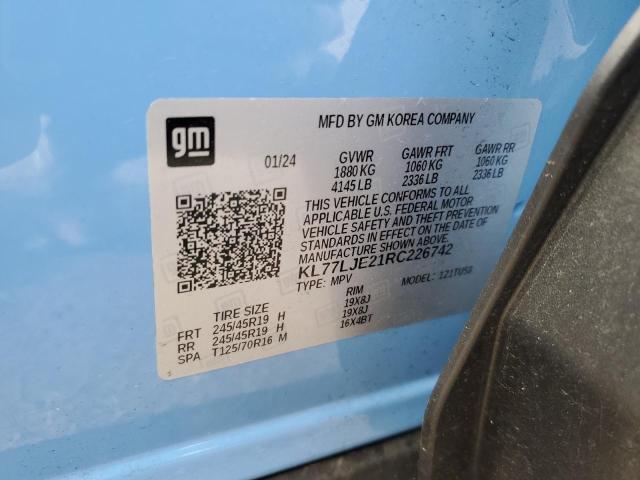 gm
MFD BY GM KOREA COMPANY
01/24
GVWR GAWR FRT GAWR RR
1880 KG 1060 KG 1060 KG
4145 LB 2336 LB 2336 LB
THIS VEHICLE CONFORMS TO ALL
APPLICABLE U.S. FEDERAL MOTOR
VEHICLE SAFETY AND THEFT PREVENTION
STANDARDS IN EFFECT ON THE DATE OF
MANUFACTURE SHOWN ABOVE.
KL77LJE21RC226742
TYPE: MPV MODEL: 1TU58
TIRE SIZE RIM
FRT 245/45R19 H 19X8J
RR 245/45R19 H 19X8J
SPA T125/70R16 M 16X4BT